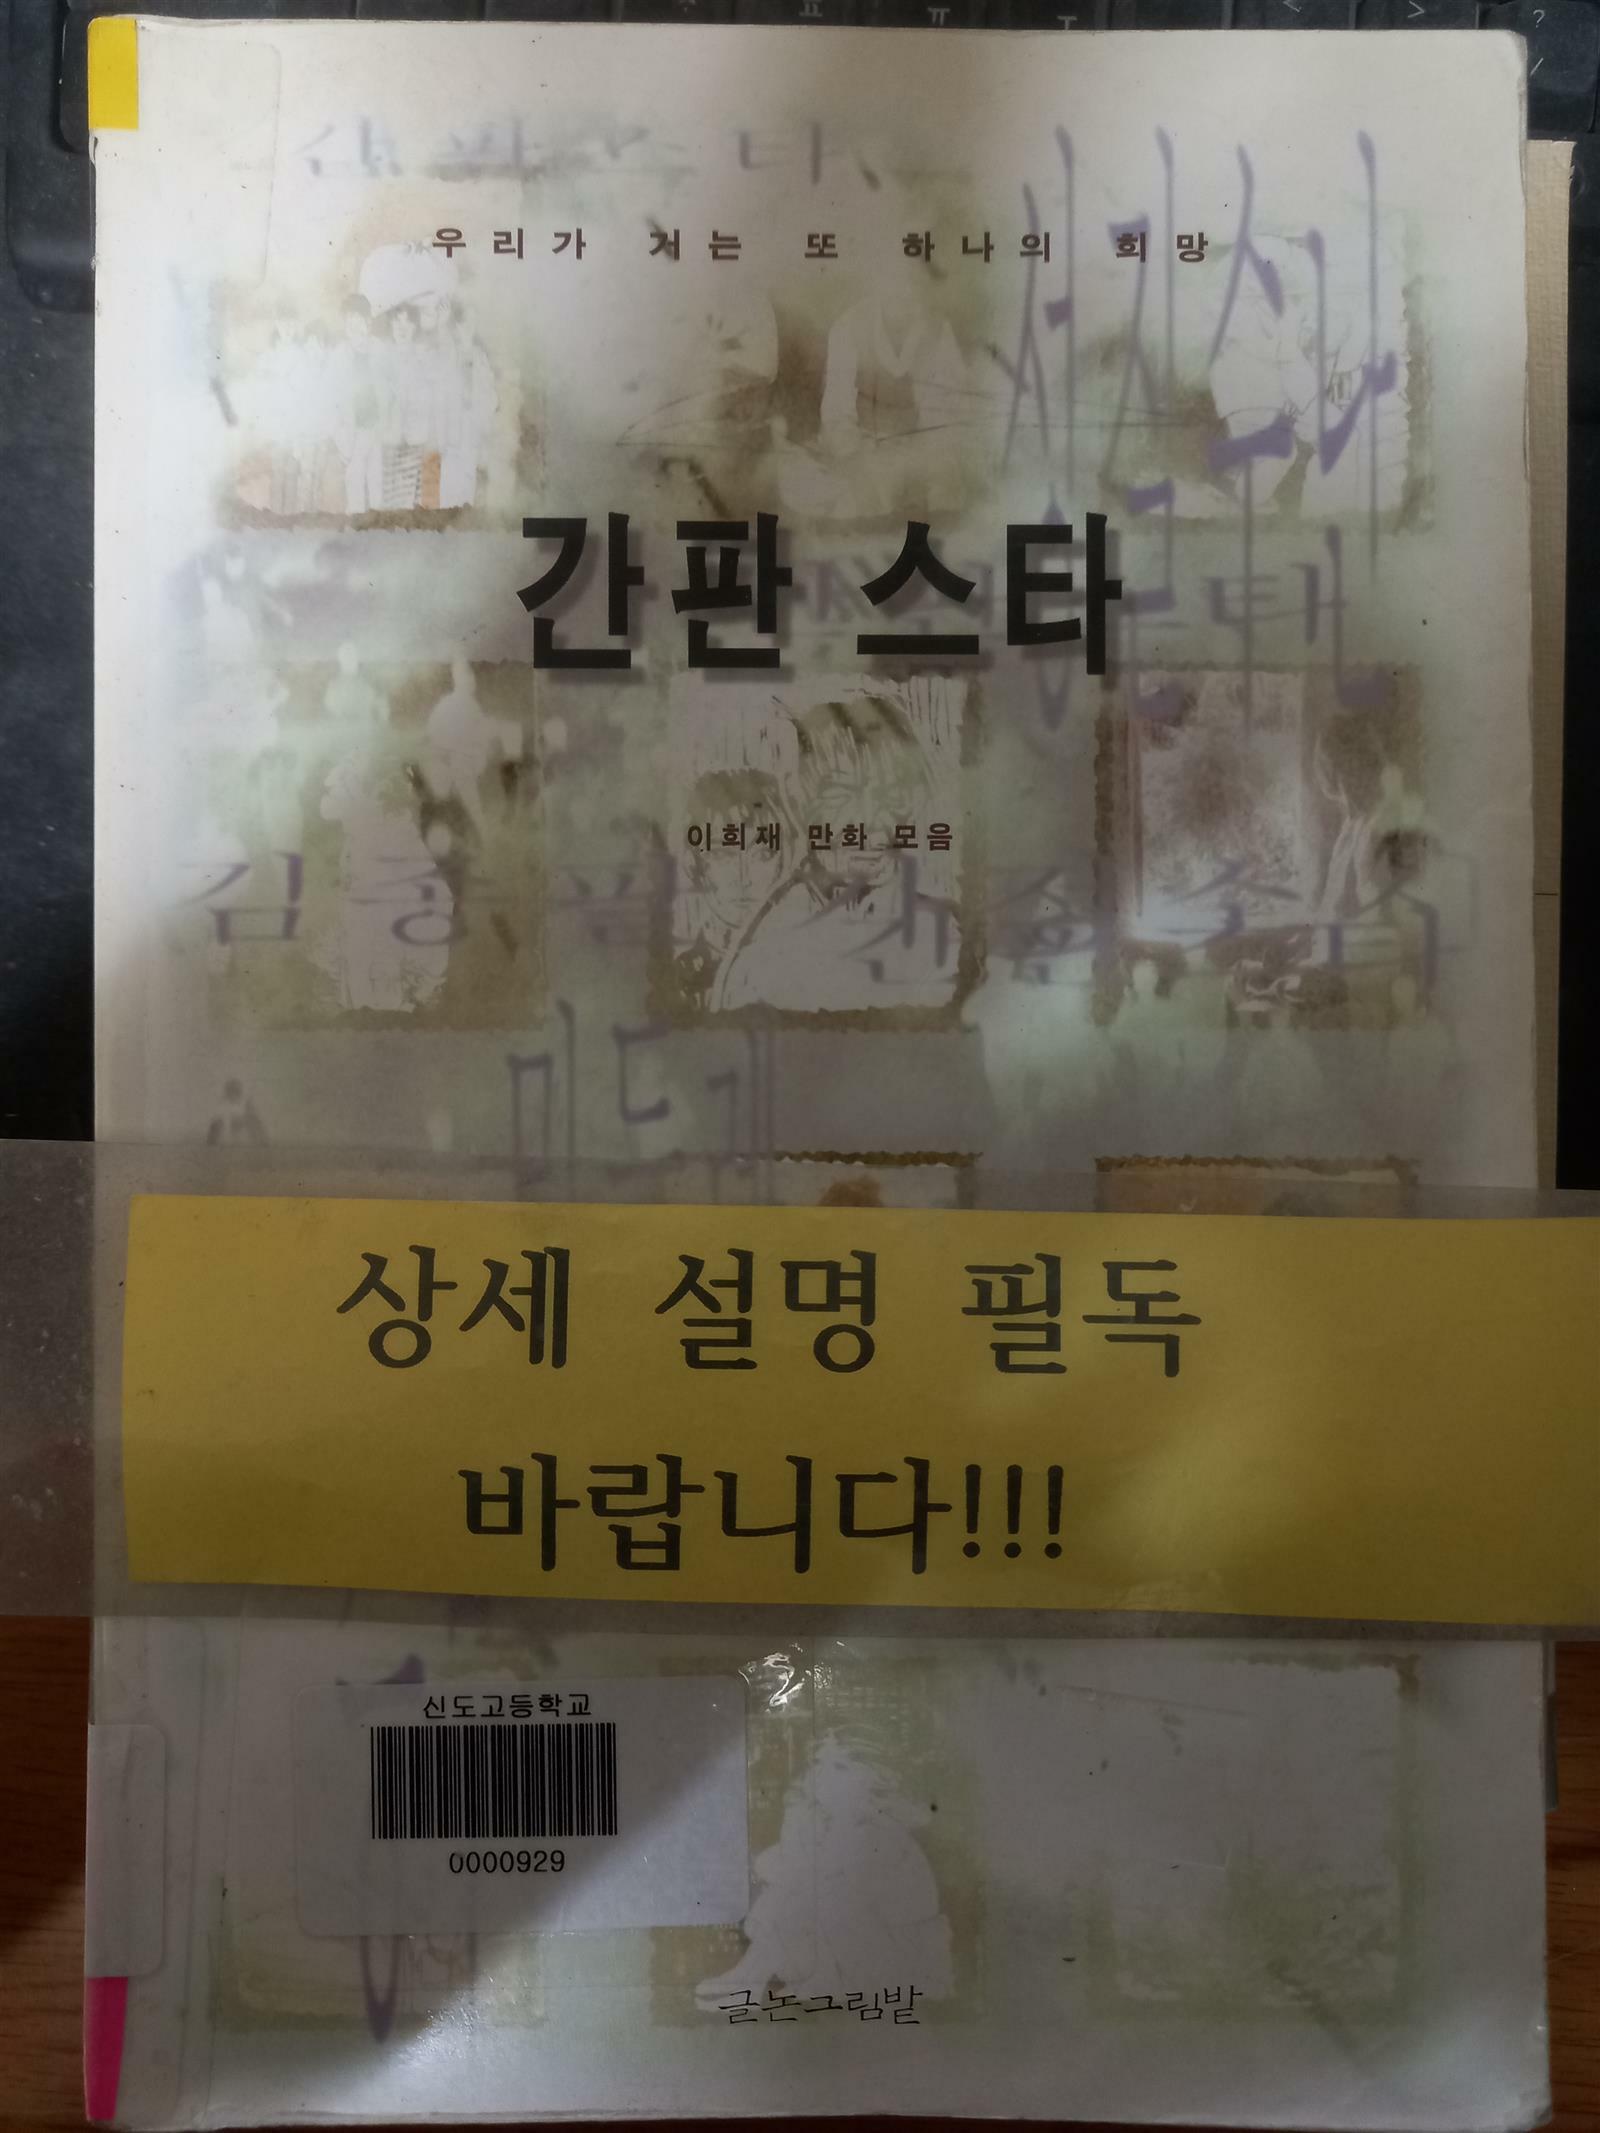 우리가 거는 또 하나의 희망
간판 스타
이희재 만화 모음
상세 설명 필독
바랍니다!!!
신도고등학교
0000929
글논그림밭